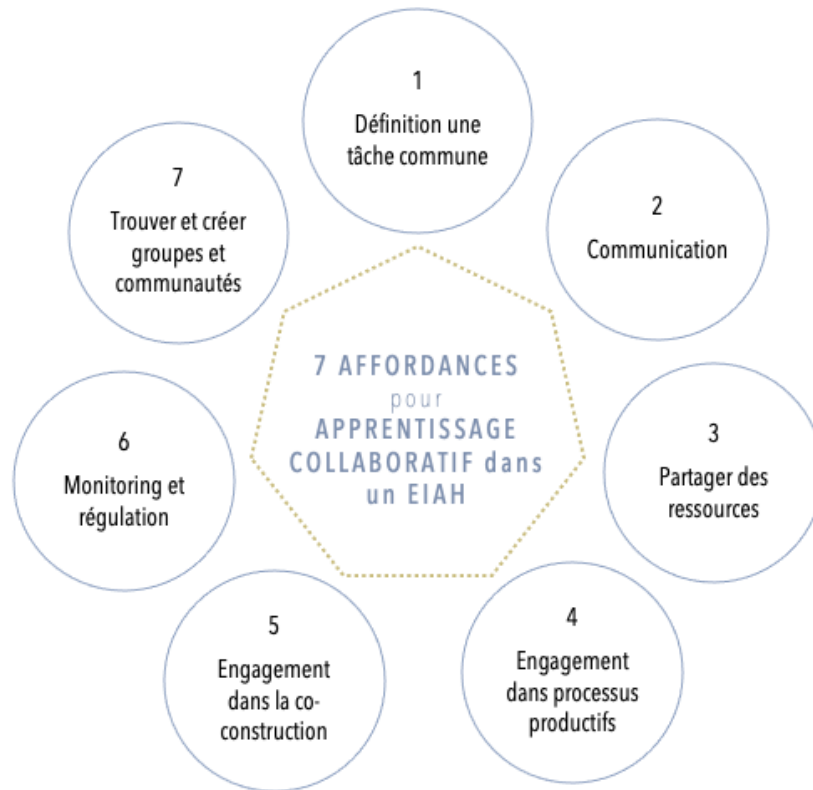 1
Définition une
tâche commune
2
Communication
3
Partager des
ressources
4
Engagement
dans processus
productifs
5
Engagement
dans la co-
construction
6
Monitoring et
régulation
7
Trouver et créer
groupes et
communautés
7 AFFORDANCES
pour
APPRENTISSAGE
COLLABORATIF dans
un EIAH